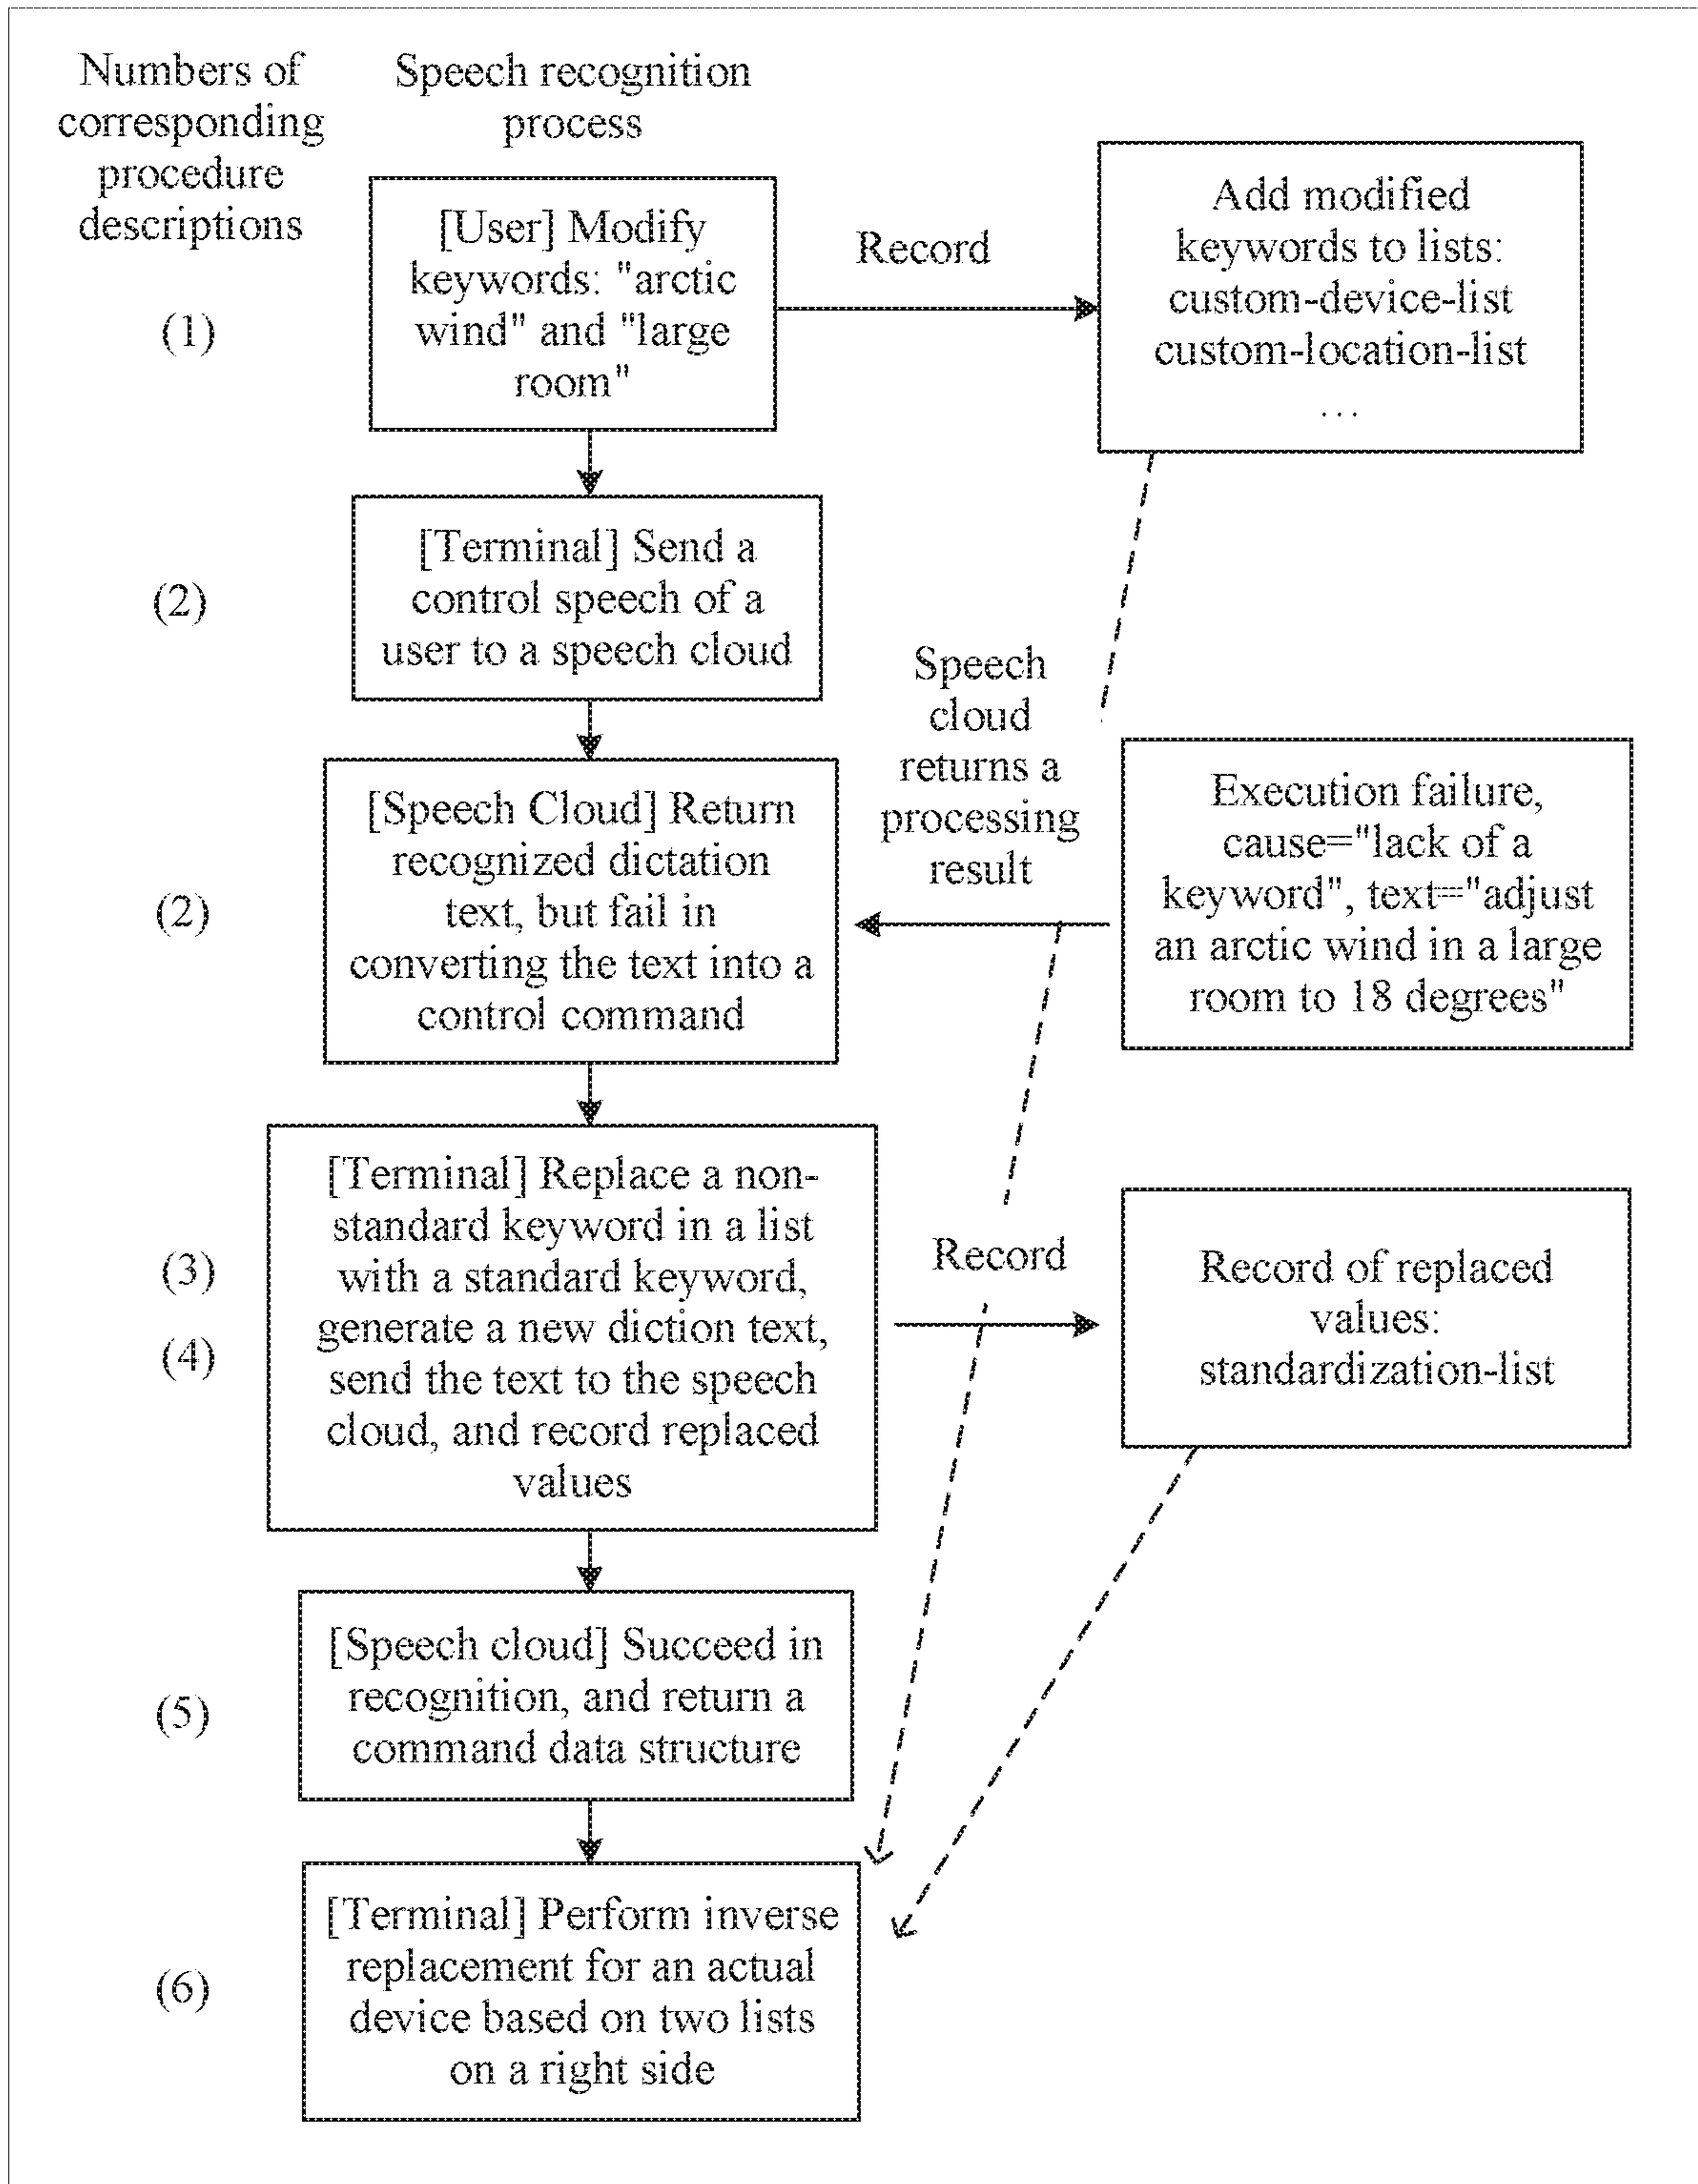 Numbers of
corresponding
procedure
descriptions
Speech recognition
process
(1)
[User] Modify
keywords: "arctic
wind" and "large
room"
Record
Add modified
keywords to lists:
custom-device-list
custom-location-list
...
(2)
[Terminal] Send a
control speech of a
user to a speech cloud
(2)
[Speech Cloud] Return
recognized dictation
text, but fail in
converting the text into a
control command
Speech
cloud
returns a
processing
result
Execution failure,
cause="lack of a
keyword", text="adjust
an arctic wind in a large
room to 18 degrees"
(3)
(4)
[Terminal] Replace a non-
standard keyword in a list
with a standard keyword,
generate a new diction text,
send the text to the speech
cloud, and record replaced
values
Record
Record of replaced
values:
standardization-list
(5)
[Speech cloud] Succeed in
recognition, and return a
command data structure
(6)
[Terminal] Perform inverse
replacement for an actual
device based on two lists
on a right side